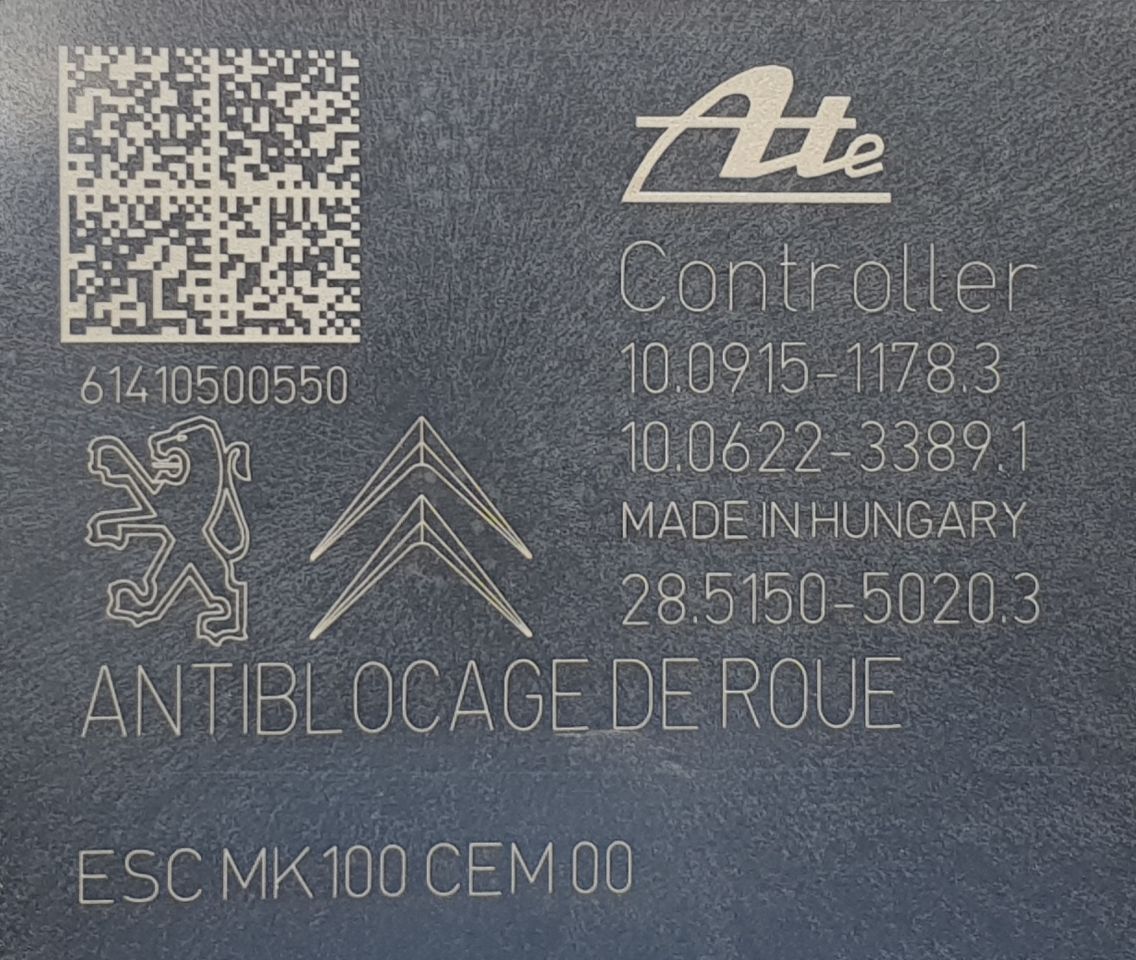 61410500550
Ate
Controller
10.0915-1178.3
10.0622-3389.1
MADE IN HUNGARY
28.5150-5020.3
ANTIBLOCAGE DE ROUE
ESC MK100 CEM 00